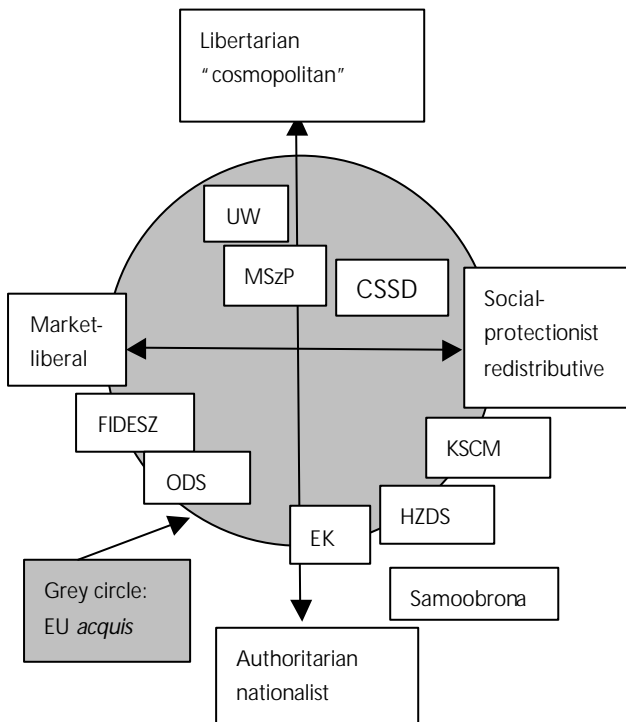 Libertarian
“cosmopolitan”
UW
MSzP
CSSD
Market-
liberal
Social-
protectionist
redistributive
FIDESZ
KSCM
ODS
HZDS
EK
Grey circle:
EU acquis
Samoobrona
Authoritarian
nationalist